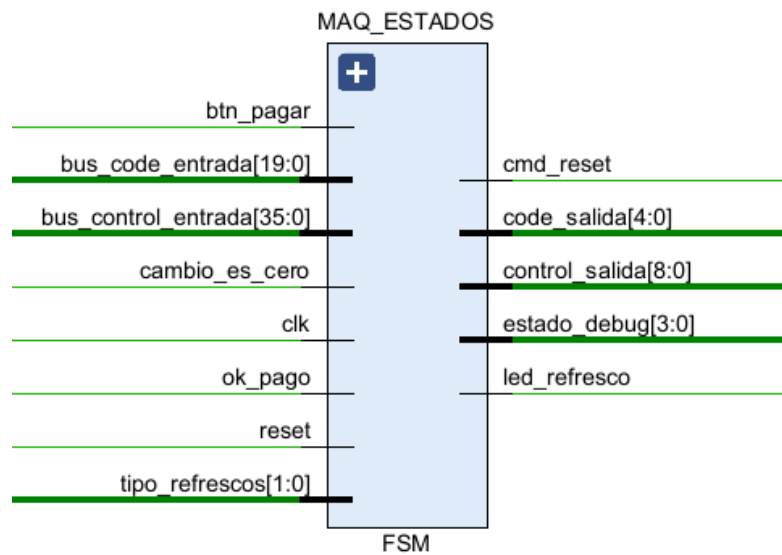 MAQ_ESTADOS
btn_pagar
bus_code_entrada[19:0]
bus_control_entrada[35:0]
cambio_es_cero
clk
ok_pago
reset
tipo_refrescos[1:0]
cmd_reset
code_salida[4:0]
control_salida[8:0]
estado_debug[3:0]
led_refresco
FSM